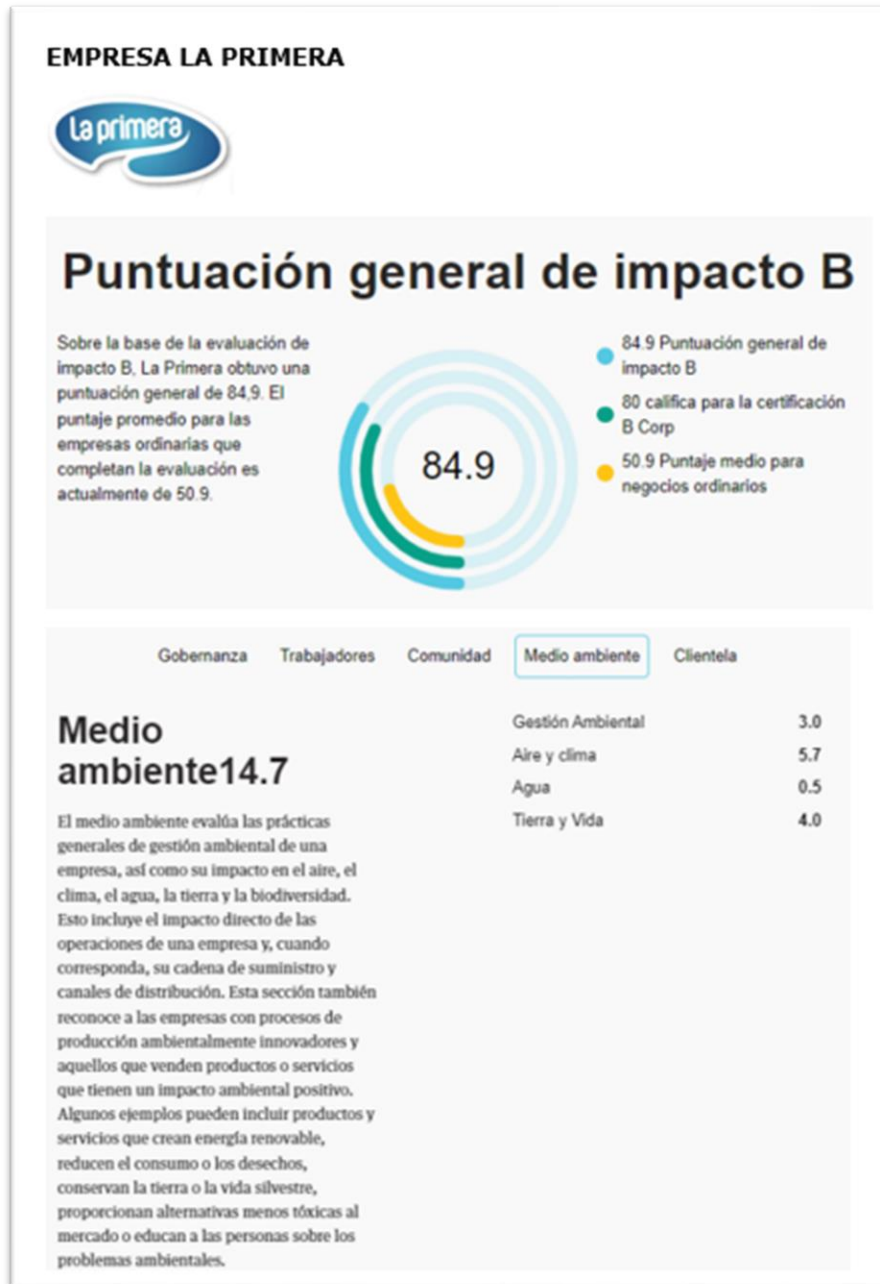 EMPRESA LA PRIMERA
La primera
Puntuación general de impacto B
Sobre la base de la evaluación de
impacto B, La Primera obtuvo una
puntuación general de 84,9. El
puntaje promedio para las
empresas ordinarias que
completan la evaluación es
actualmente de 50.9.
84.9
84.9 Puntuación general de
impacto B
80 califica para la certificación
B Corp
50.9 Puntaje medio para
negocios ordinarios
Gobernanza Trabajadores Comunidad Medio ambiente Clientela
Medio
ambiente14.7
El medio ambiente evalúa las prácticas
generales de gestión ambiental de una
empresa, así como su impacto en el aire, el
clima, el agua, la tierra y la biodiversidad.
Esto incluye el impacto directo de las
operaciones de una empresa y, cuando
corresponda, su cadena de suministro y
canales de distribución. Esta sección también
reconoce a las empresas con procesos de
producción ambientalmente innovadores y
aquellos que venden productos o servicios
que tienen un impacto ambiental positivo.
Algunos ejemplos pueden incluir productos y
servicios que crean energía renovable,
reducen el consumo o los desechos,
conservan la tierra o la vida silvestre,
proporcionan alternativas menos tóxicas al
mercado o educan a las personas sobre los
problemas ambientales.
Gestión Ambiental 3.0
Aire y clima 5.7
Agua 0.5
Tierra y Vida 4.0